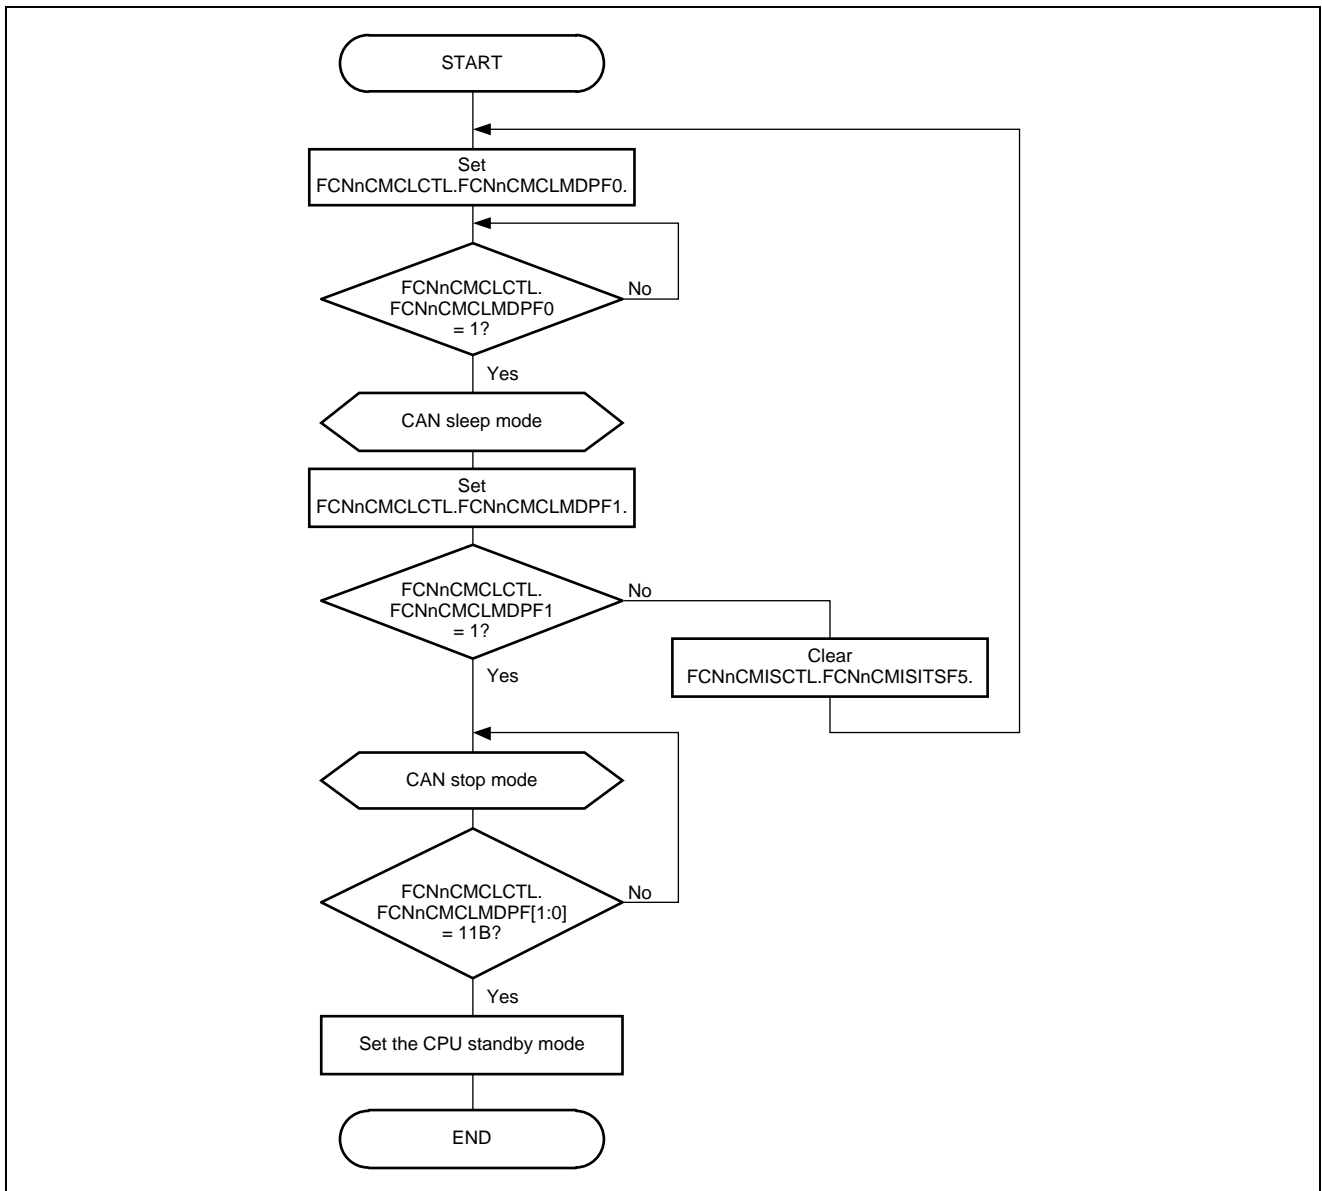 START
Set
FCNnCMCLCTL.FCNnCMCLMDPF0.
FCNnCMCLCTL.
FCNnCMCLMDPF0
= 1?
No
Yes
CAN sleep mode
Set
FCNnCMCLCTL.FCNnCMCLMDPF1.
FCNnCMCLCTL.
FCNnCMCLMDPF1
= 1?
No
Yes
Clear
FCNnCMISCTL.FCNnCMISITSF5.
CAN stop mode
FCNnCMCLCTL.
FCNnCMCLMDPF[1:0]
= 11B?
No
Yes
Set the CPU standby mode
END